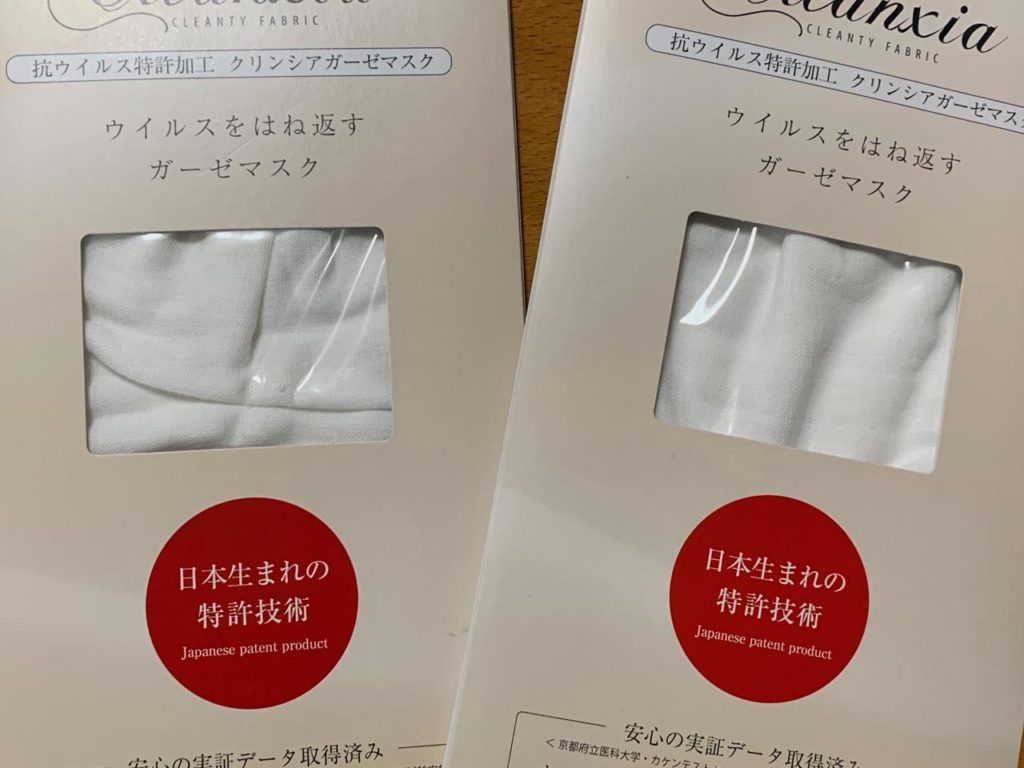 CLEANTY FABRIC
抗ウイルス特許加工 クリンシアガーゼマスク
ウイルスをはね返す
ガーゼマスク
日本生まれの
特許技術
Japanese patent product
安心の実証データ取得済み
Cleanxia
CLEANTY FABRIC
抗ウイルス特許加工 クリンシアガーゼマスク
ウイルスをはね返す
ガーゼマスク
日本生まれの
特許技術
Japanese patent product
安心の実証データ取得済み
<京都府立医科大学・カケンテスト